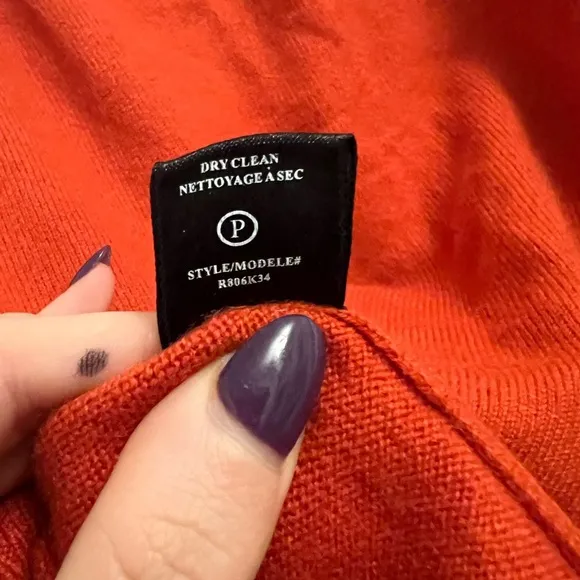 DRY CLEAN
NETTOYAGE À SEC
P
STYLE/MODELE#
R806K34